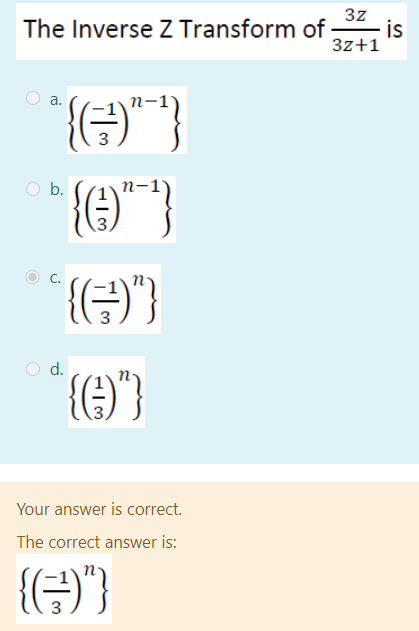 The Inverse Z Transform of 3z/3z+1 is
a. {(-1/3)^n-1}
b. {(1/3)^n-1}
c. {(-1/3)^n}
d. {(1/3)^n}
Your answer is correct.
The correct answer is:
{(-1/3)^n}